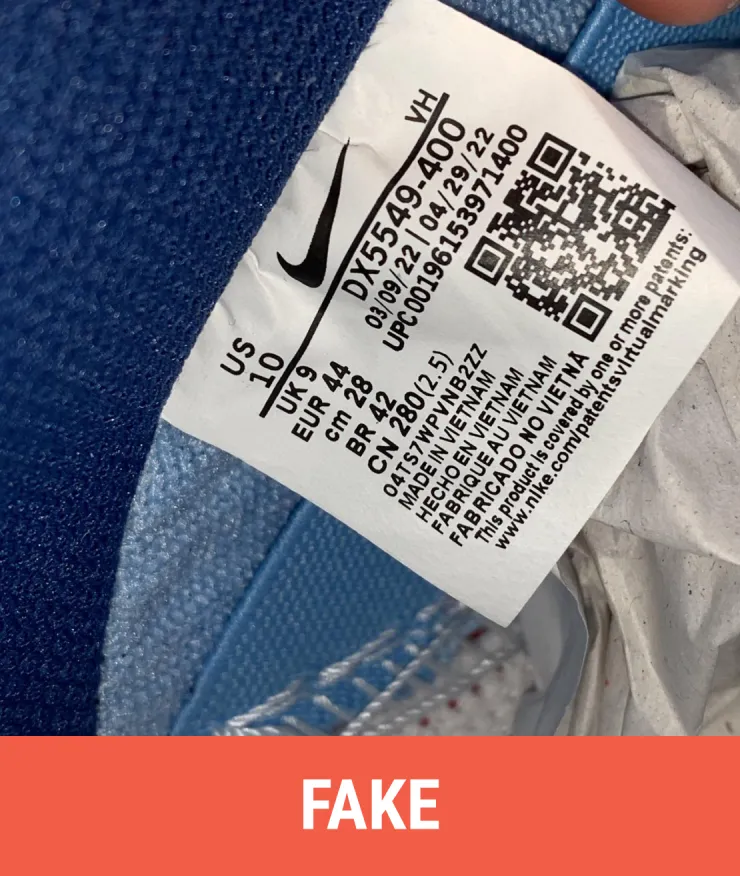 VH
DX5549-400
03/09/22 | 04/29/22
UPC00196153971400
US
10
UK 9
EUR 44
cm 28
BR 42
CN 280(2.5)
04TS7WPVNB2ZZ
MADE IN VIETNAM
HECHO EN VIETNAM
FABRIQUE AU VIETNAM
FABRICADO NO VIETNÃ
This product is covered by one or more patents:
www.nike.com/patentsvirtualmarking
FAKE